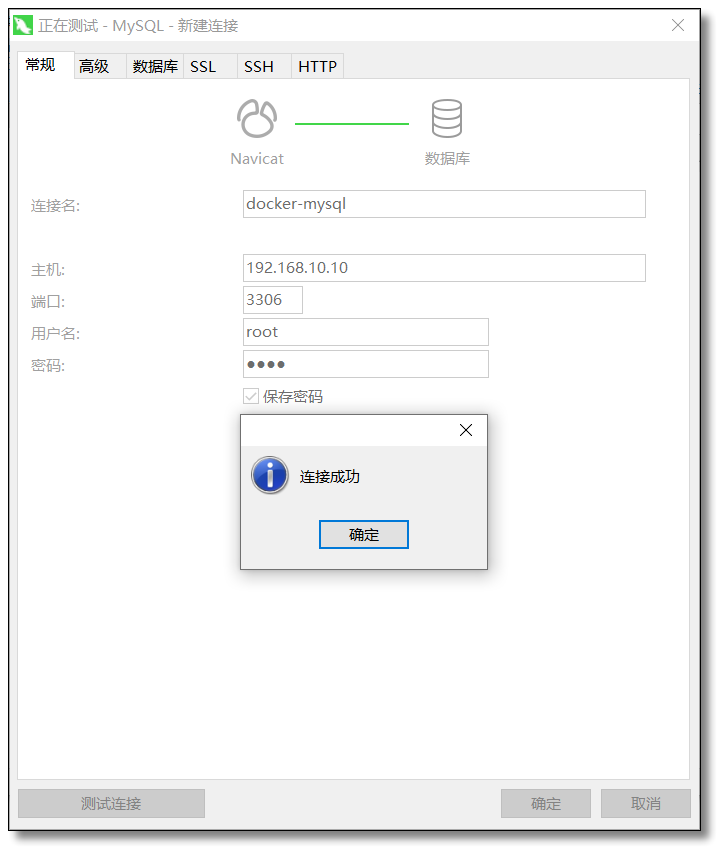 正在测试 - MySQL - 新建连接
常规 高级 数据库 SSL SSH HTTP
Navicat 数据库
连接名: docker-mysql
主机: 192.168.10.10
端口: 3306
用户名: root
密码: ●●●●
保存密码
连接成功
确定
测试连接 确定 取消